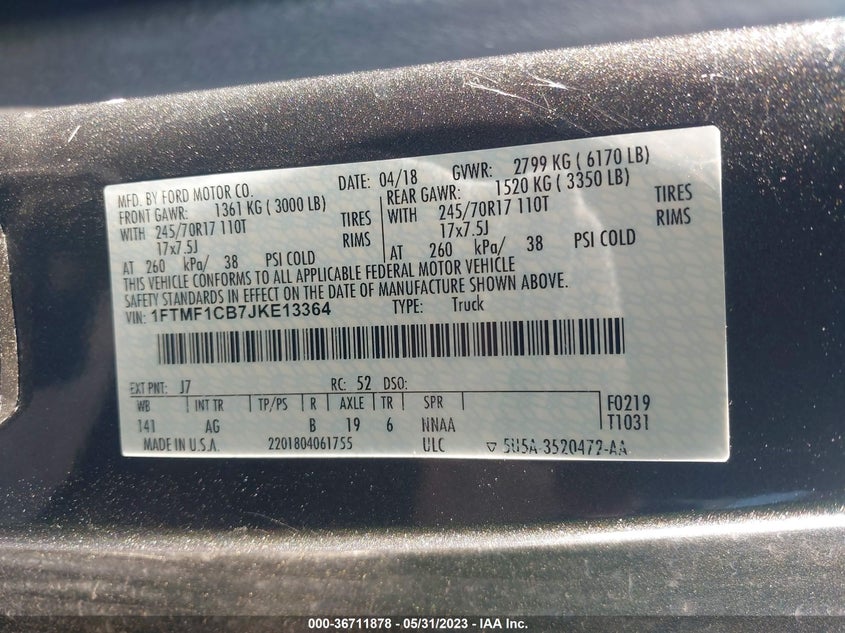 MFD. BY FORD MOTOR CO. DATE: 04/18 GVWR: 2799 KG ( 6170 LB)
FRONT GAWR: 1361 KG ( 3000 LB) REAR GAWR: 1520 KG ( 3350 LB)
WITH 245/70R17 110T TIRES WITH 245/70R17 110T TIRES
17x7.5J RIMS 17x7.5J RIMS
AT 260 kPa/ 38 PSI COLD AT 260 kPa/ 38 PSI COLD
THIS VEHICLE CONFORMS TO ALL APPLICABLE FEDERAL MOTOR VEHICLE
SAFETY STANDARDS IN EFFECT ON THE DATE OF MANUFACTURE SHOWN ABOVE.
VIN: 1FTMF1CB7JKE13364 TYPE: Truck
EXT PNT: J7 RC: 52 DSO:
WB INT TR TP/PS R AXLE TR SPR F0219
141 AG B 19 6 NNAA T1031
MADE IN U.S.A. 2201804061755 ULC ▽ 5U5A-3520472-AA
000-36711878 - 05/31/2023 - IAA Inc.